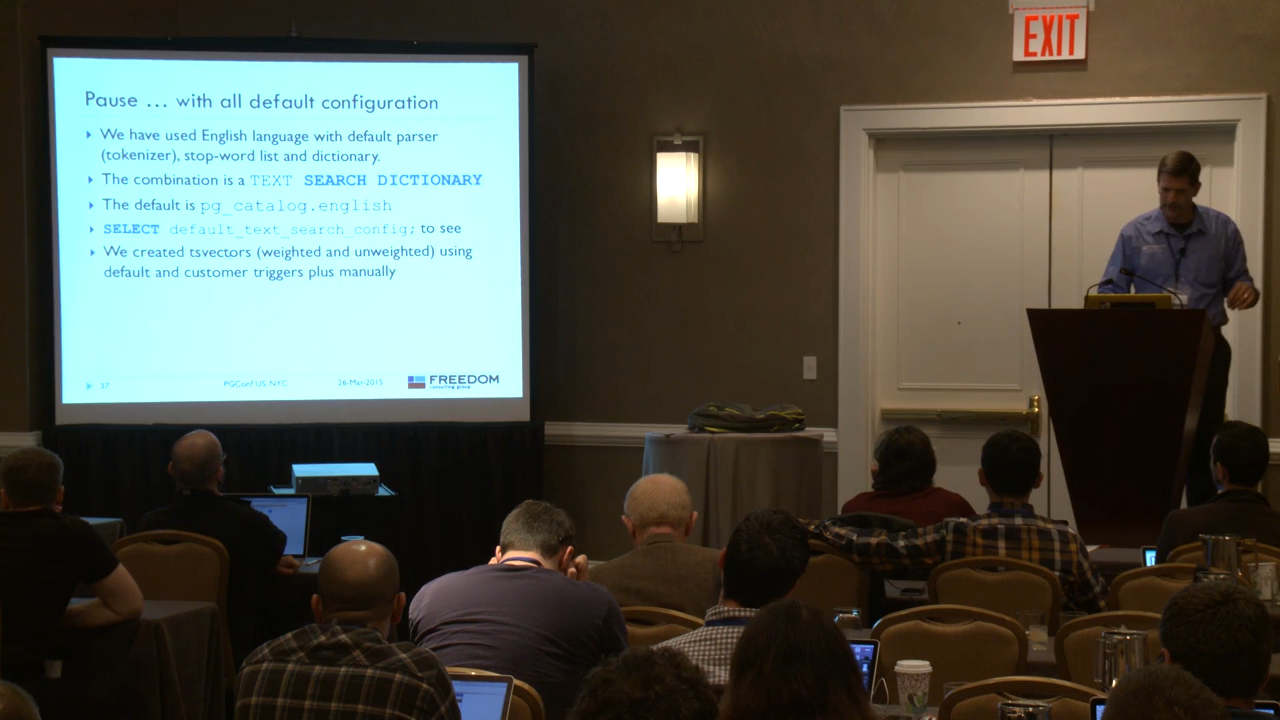 EXIT
Pause ... with all default configuration
We have used English language with default parser
(tokenizer), stop-word list and dictionary.
The combination is a TEXT SEARCH DICTIONARY
The default is pg_catalog.english
SELECT default_text_search_config; to see
We created tsvectors (weighted and unweighted) using
default and customer triggers plus manually
37 PGConf US, NYC 26-Mar-2015 FREEDOM
consulting group